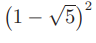 (1 − √5)²